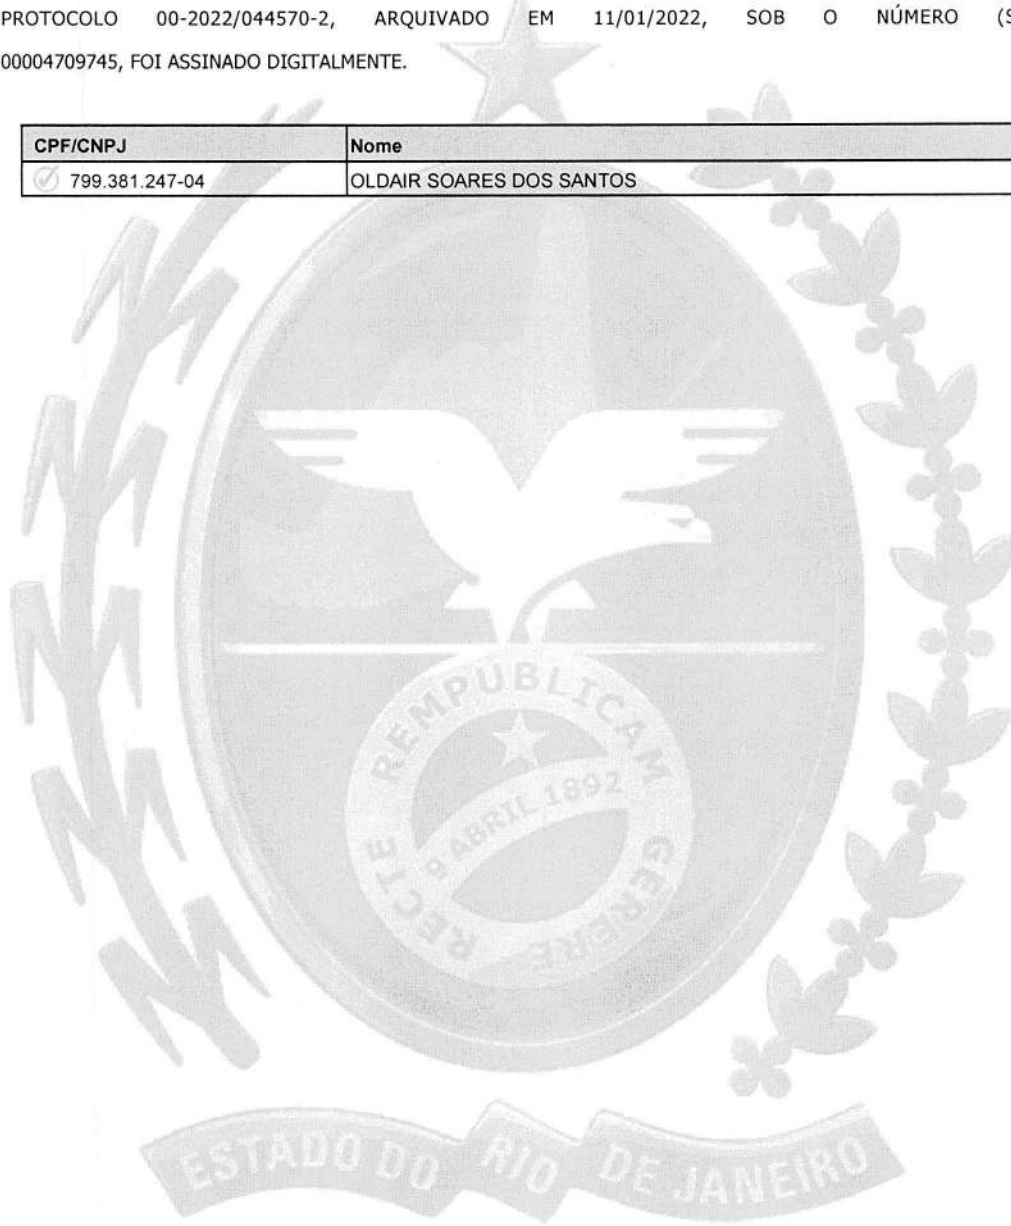 PROTOCOLO 00-2022/044570-2, ARQUIVADO EM 11/01/2022, SOB O NÚMERO (S
00004709745, FOI ASSINADO DIGITALMENTE.
CPF/CNPJ Nome
799.381.247-04 OLDAIR SOARES DOS SANTOS
RECTE REMPUBLICAM GERERE
9 ABRIL 1892
ESTADO DO RIO DE JANEIRO